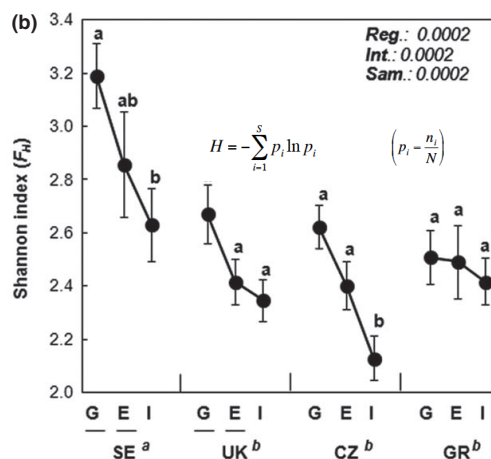 (b)
Shannon index (F_H)
3.4
3.2
3.0
2.8
2.6
2.4
2.2
2.0
Reg.: 0.0002
Int.: 0.0002
Sam.: 0.0002
H = -∑_{i=1}^{S} p_i ln p_i
(p_i = n_i/N)
a ab b
a a a
a a b
a a a
G E I G E I G E I G E I
SE a UK b CZ b GR b